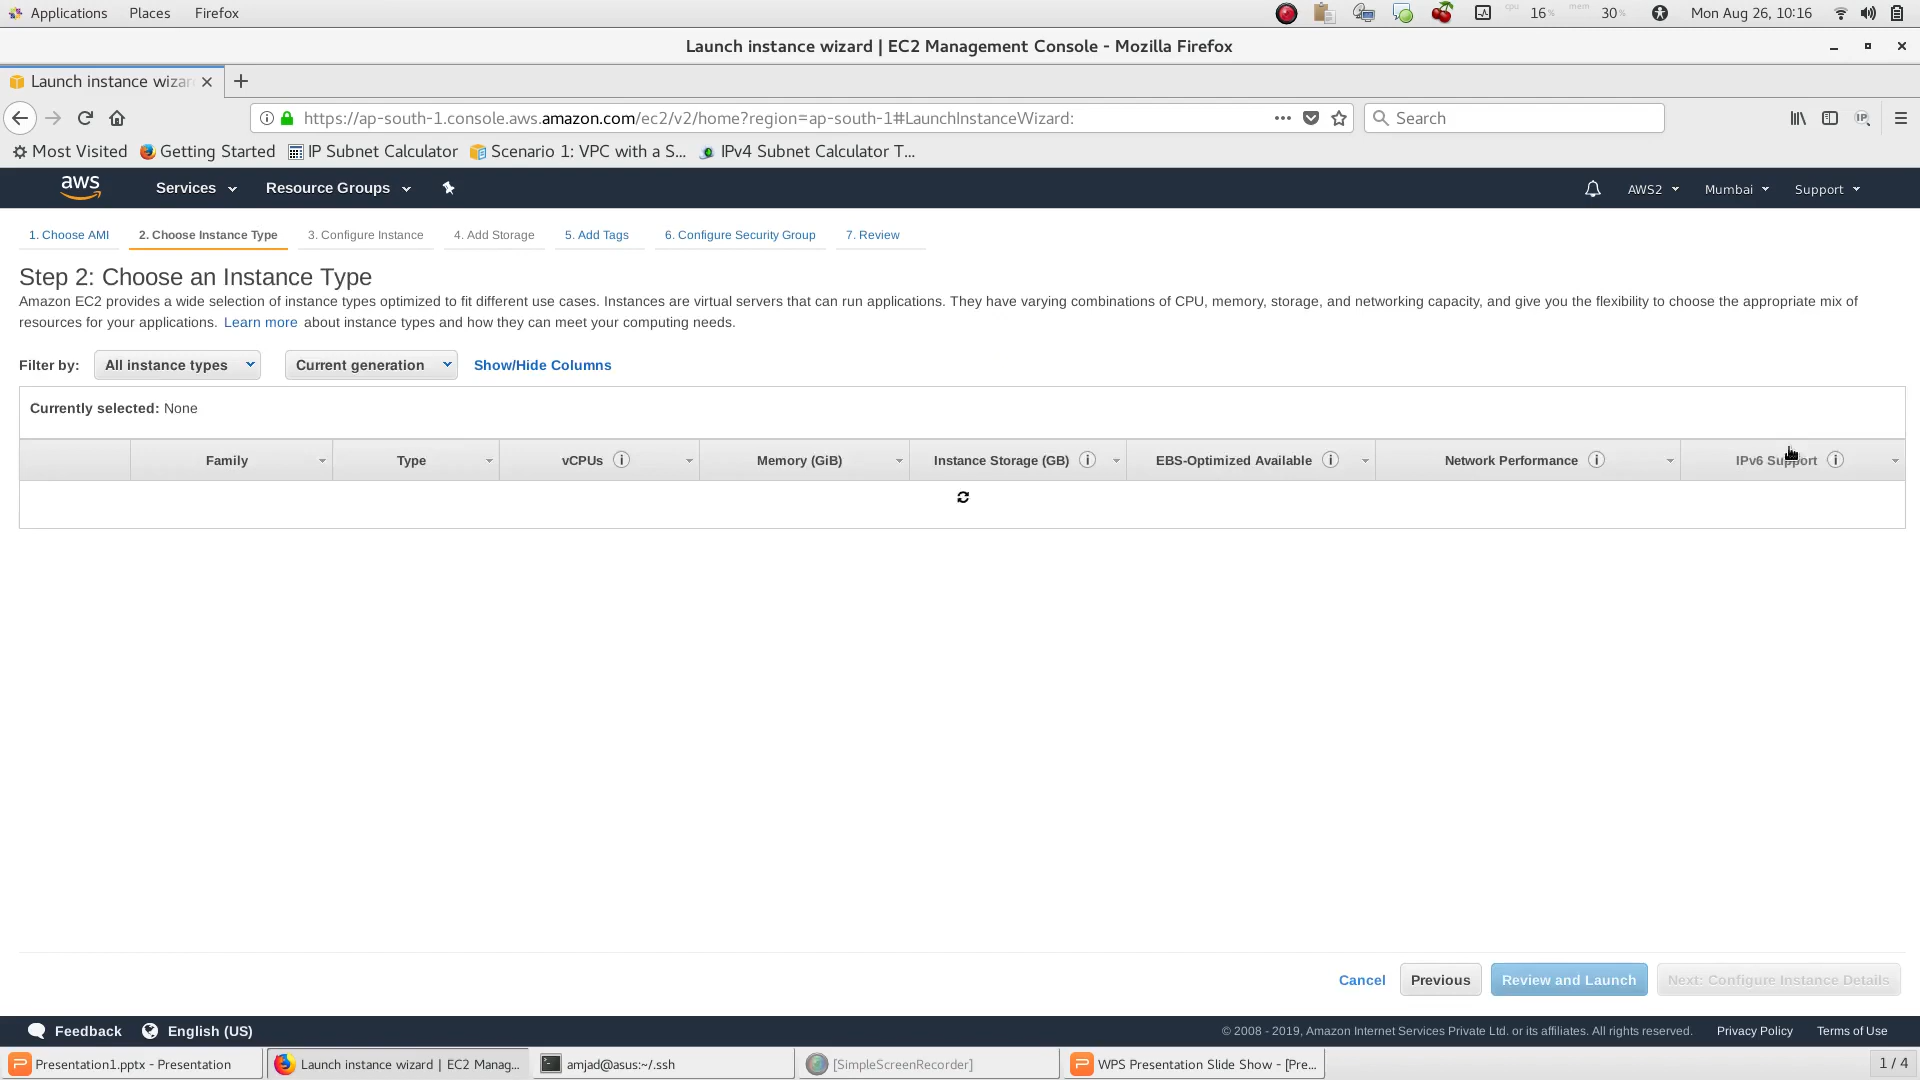 Applications Places Firefox cpu 16% mem 30% Mon Aug 26, 10:16
Launch instance wizard | EC2 Management Console - Mozilla Firefox
Launch instance wizar
https://ap-south-1.console.aws.amazon.com/ec2/v2/home?region=ap-south-1#LaunchInstanceWizard: Search IP
Most Visited Getting Started IP Subnet Calculator Scenario 1: VPC with a S... IPv4 Subnet Calculator T...
aws Services Resource Groups AWS2 Mumbai Support
1. Choose AMI 2. Choose Instance Type 3. Configure Instance 4. Add Storage 5. Add Tags 6. Configure Security Group 7. Review
Step 2: Choose an Instance Type
Amazon EC2 provides a wide selection of instance types optimized to fit different use cases. Instances are virtual servers that can run applications. They have varying combinations of CPU, memory, storage, and networking capacity, and give you the flexibility to choose the appropriate mix of
resources for your applications. Learn more about instance types and how they can meet your computing needs.
Filter by: All instance types Current generation Show/Hide Columns
Currently selected: None
Family Type vCPUs Memory (GiB) Instance Storage (GB) EBS-Optimized Available Network Performance IPv6 Support
Cancel Previous Review and Launch Next: Configure Instance Details
Feedback English (US) © 2008 - 2019, Amazon Internet Services Private Ltd. or its affiliates. All rights reserved. Privacy Policy Terms of Use
Presentation1.pptx - Presentation Launch instance wizard | EC2 Manag... amjad@asus:~/.ssh [SimpleScreenRecorder] WPS Presentation Slide Show - [Pre... 1 / 4